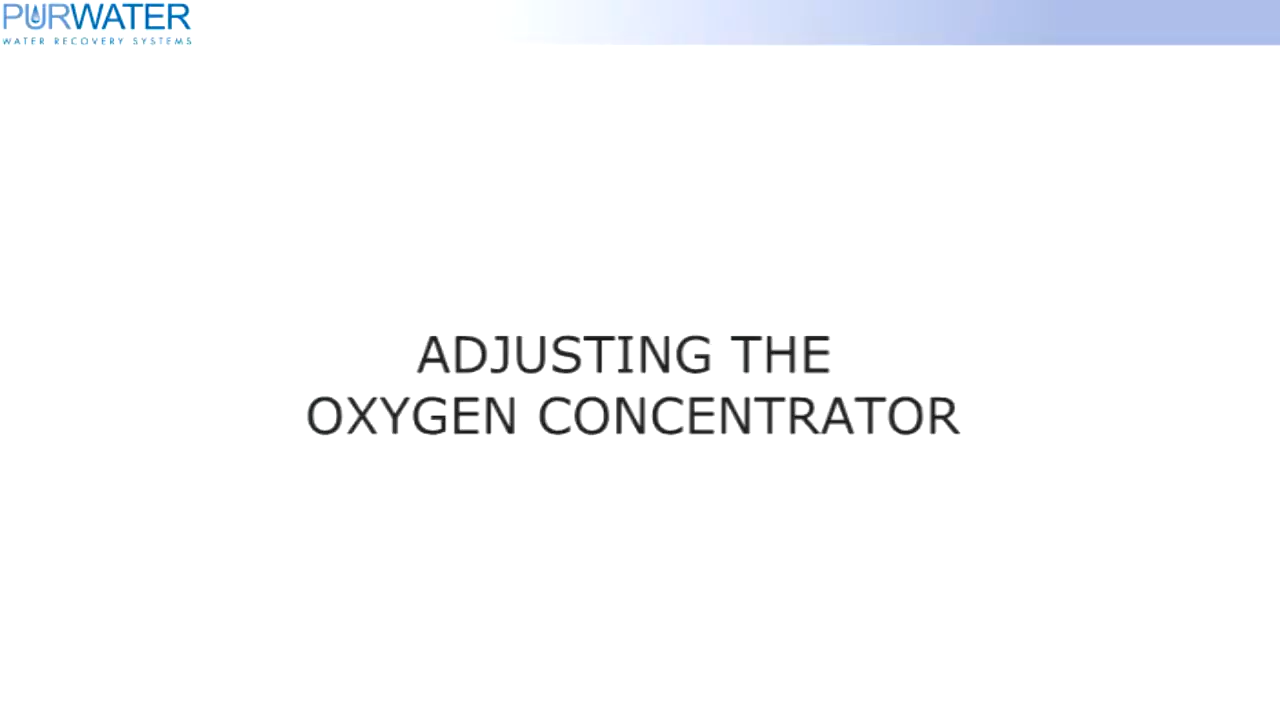 PURWATER
WATER RECOVERY SYSTEMS
ADJUSTING THE
OXYGEN CONCENTRATOR